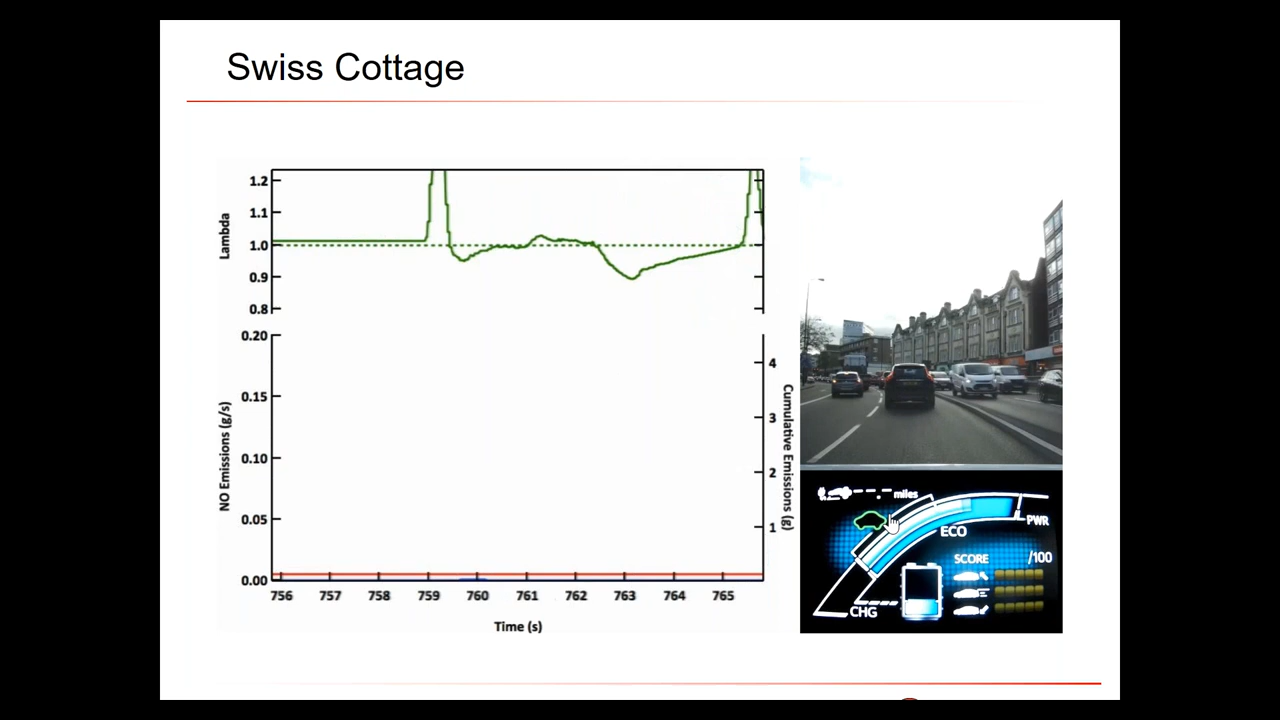 Swiss Cottage
Lambda
1.2
1.1
1.0
0.9
0.8
NO Emissions (g/s)
0.20
0.15
0.10
0.05
0.00
4
3
2
1
Cumulative Emissions (g)
756 757 758 759 760 761 762 763 764 765
Time (s)
miles
PWR
ECO
SCORE /100
CHG